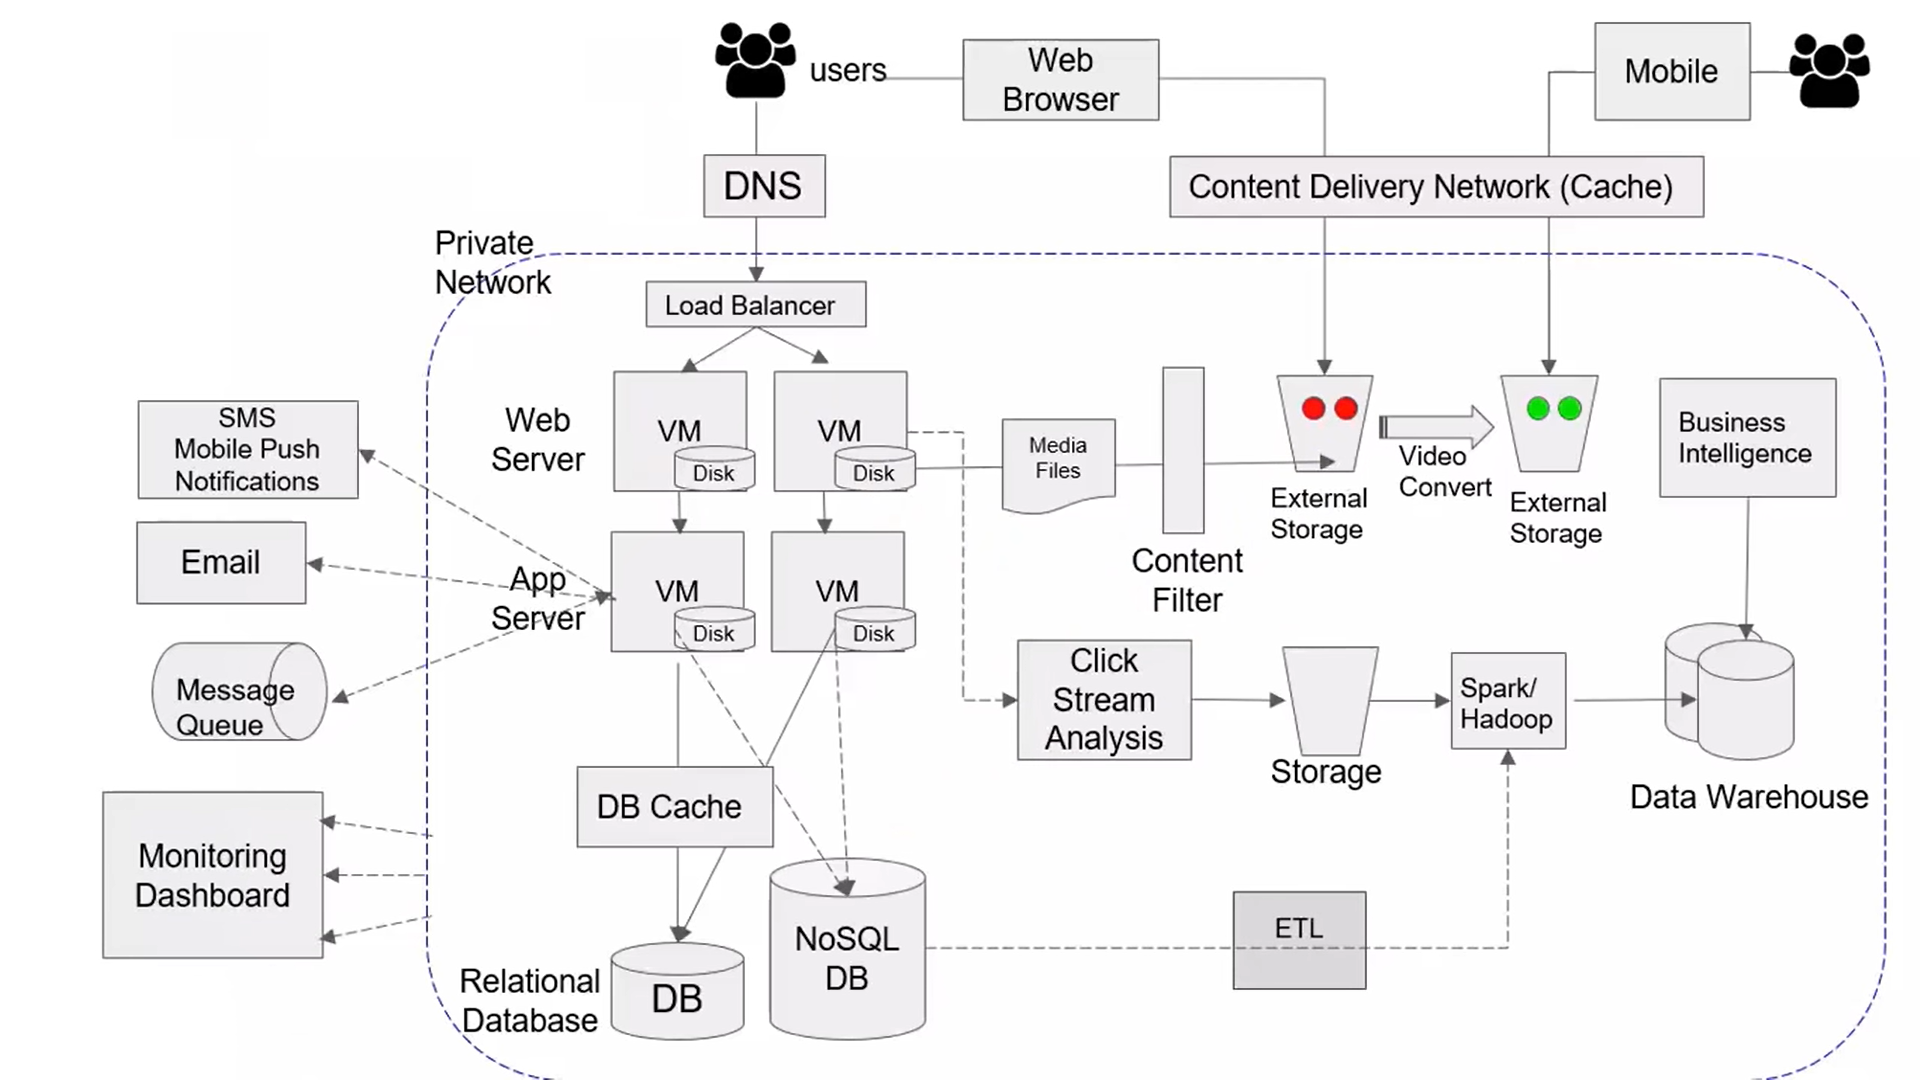 users
Web
Browser
Mobile
DNS
Content Delivery Network (Cache)
Private
Network
Load Balancer
Web
Server
VM
Disk
VM
Disk
Media
Files
Content
Filter
External
Storage
Video
Convert
External
Storage
Business
Intelligence
SMS
Mobile Push
Notifications
Email
Message
Queue
App
Server
VM
Disk
VM
Disk
Click
Stream
Analysis
Storage
Spark/
Hadoop
Data Warehouse
DB Cache
Monitoring
Dashboard
Relational
Database
DB
NoSQL
DB
ETL